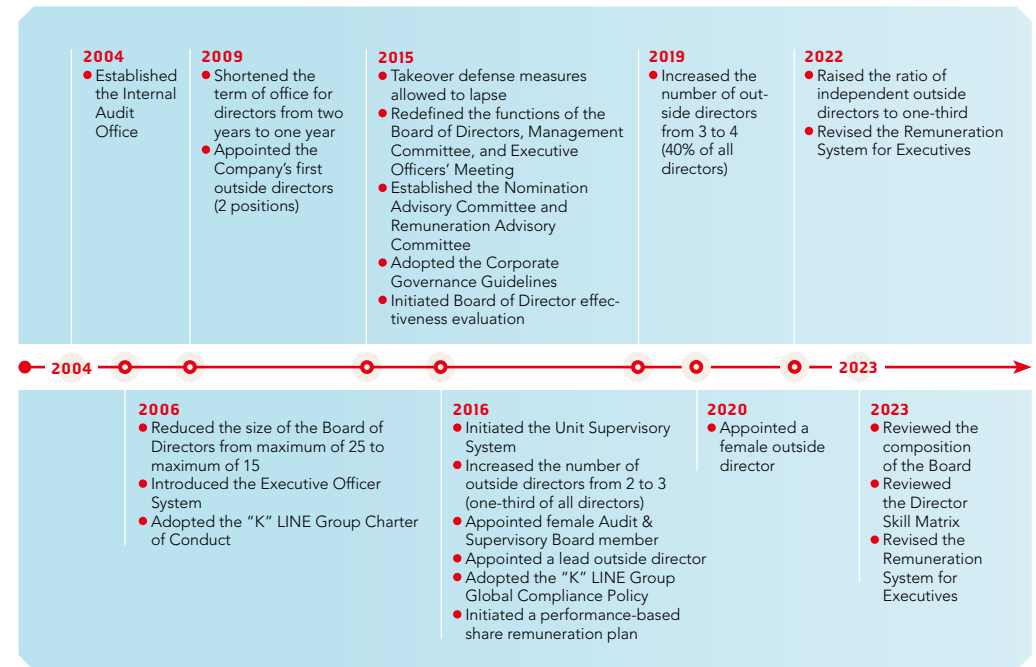 2004
● Established
the Internal
Audit
Office
2009
● Shortened the
term of office for
directors from two
years to one year
● Appointed the
Company’s first
outside directors
(2 positions)
2015
● Takeover defense measures
allowed to lapse
● Redefined the functions of the
Board of Directors, Management
Committee, and Executive
Officers’ Meeting
● Established the Nomination
Advisory Committee and
Remuneration Advisory
Committee
● Adopted the Corporate
Governance Guidelines
● Initiated Board of Director effec-
tiveness evaluation
2019
● Increased the
number of out-
side directors
from 3 to 4
(40% of all
directors)
2022
● Raised the ratio of
independent outside
directors to one-third
● Revised the Remuneration
System for Executives
2004
2023
2006
● Reduced the size of the Board of
Directors from maximum of 25 to
maximum of 15
● Introduced the Executive Officer
System
● Adopted the “K” LINE Group Charter
of Conduct
2016
● Initiated the Unit Supervisory
System
● Increased the number of
outside directors from 2 to 3
(one-third of all directors)
● Appointed female Audit &
Supervisory Board member
● Appointed a lead outside director
● Adopted the “K” LINE Group
Global Compliance Policy
● Initiated a performance-based
share remuneration plan
2020
● Appointed a
female outside
director
2023
● Reviewed the
composition
of the Board
● Reviewed
the Director
Skill Matrix
● Revised the
Remuneration
System for
Executives